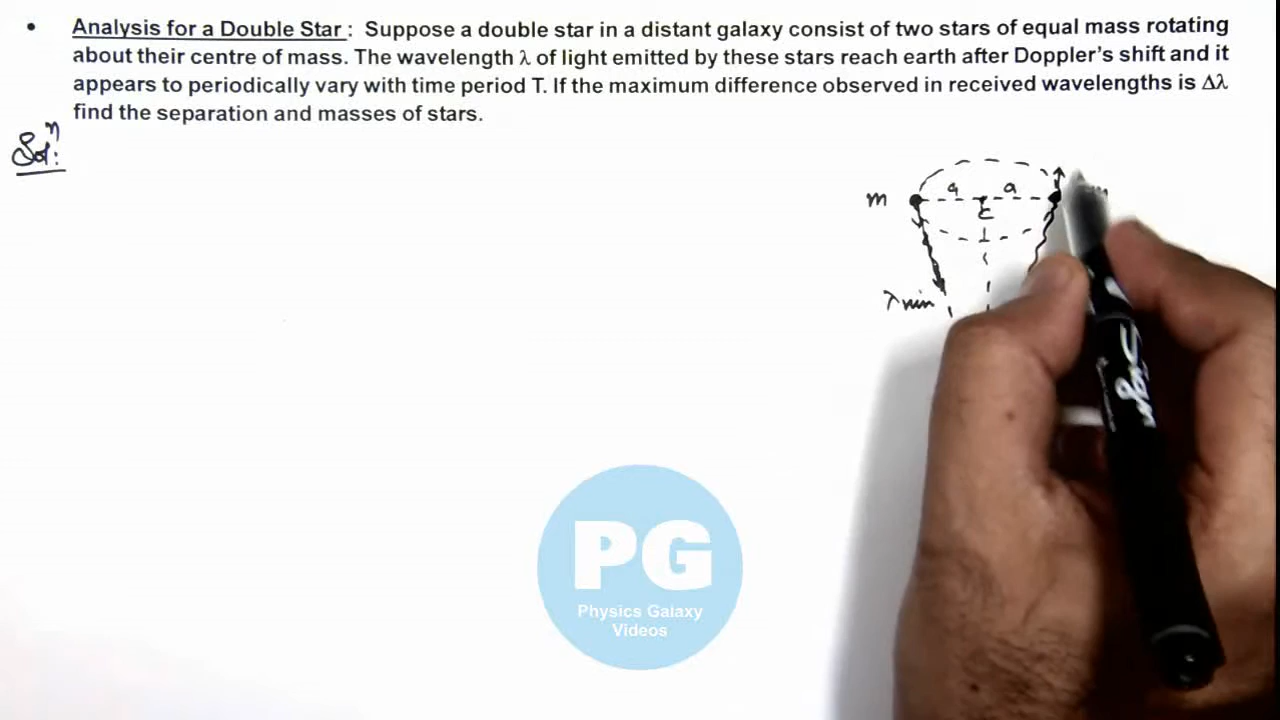 • Analysis for a Double Star : Suppose a double star in a distant galaxy consist of two stars of equal mass rotating
about their centre of mass. The wavelength λ of light emitted by these stars reach earth after Doppler's shift and it
appears to periodically vary with time period T. If the maximum difference observed in received wavelengths is Δλ
find the separation and masses of stars.
Solⁿ:
m a a
C
λmin
PG
Physics Galaxy
Videos